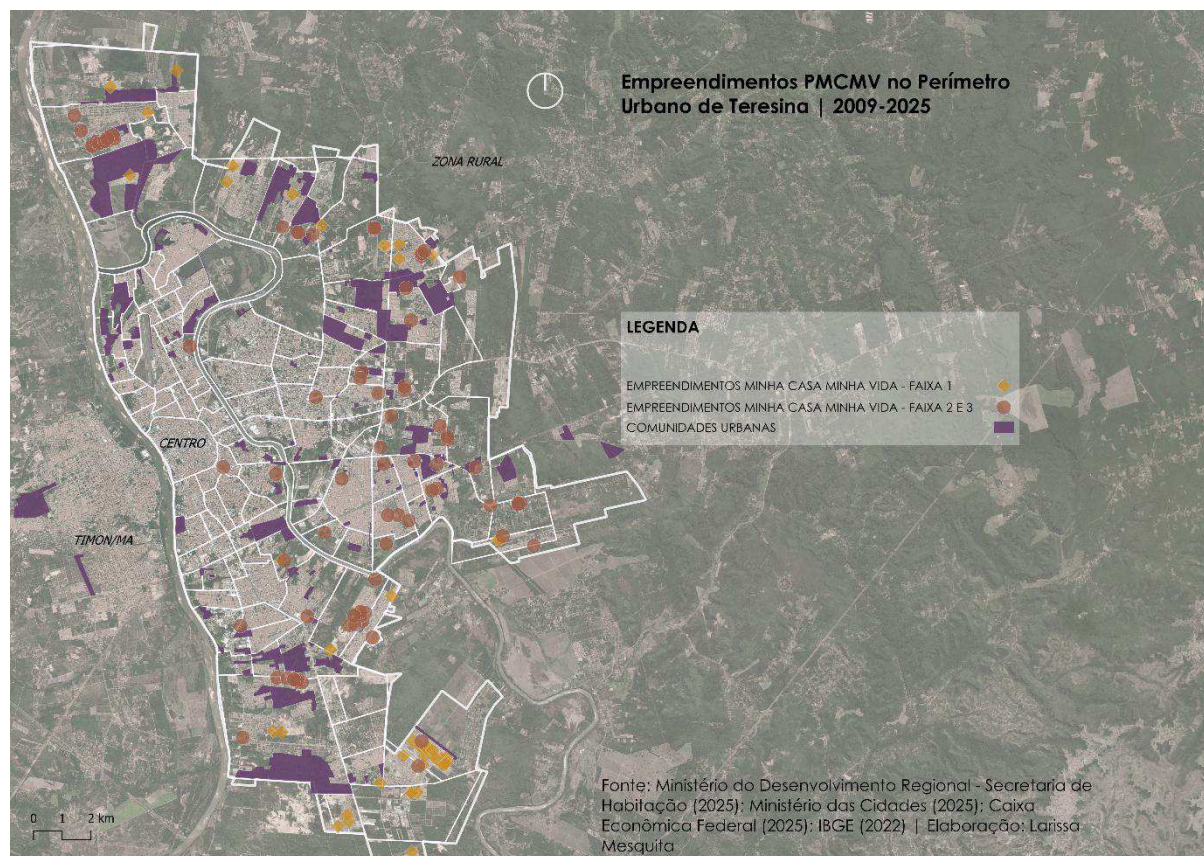 Empreendimentos PMCMV no Perímetro
Urbano de Teresina | 2009-2025
ZONA RURAL
LEGENDA
EMPREENDIMENTOS MINHA CASA MINHA VIDA - FAIXA 1
EMPREENDIMENTOS MINHA CASA MINHA VIDA - FAIXA 2 E 3
COMUNIDADES URBANAS
CENTRO
TIMON/MA
0 1 2 km
Fonte: Ministério do Desenvolvimento Regional - Secretaria de
Habitação (2025); Ministério das Cidades (2025); Caixa
Econômica Federal (2025); IBGE (2022) | Elaboração: Larissa
Mesquita